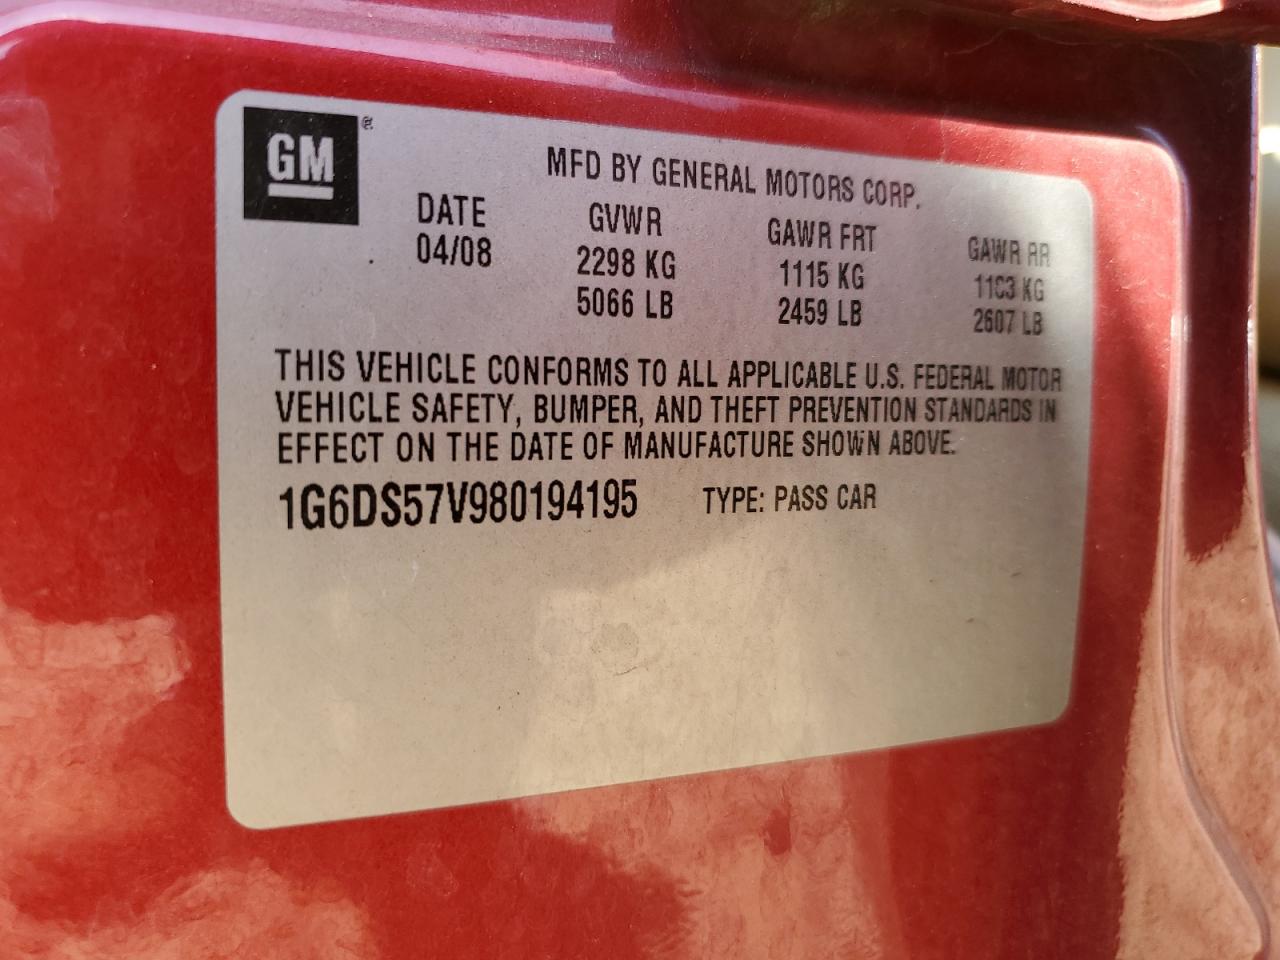 GM®
MFD BY GENERAL MOTORS CORP.
DATE GVWR GAWR FRT GAWR RR
04/08 2298 KG 1115 KG 1183 KG
5066 LB 2459 LB 2607 LB
THIS VEHICLE CONFORMS TO ALL APPLICABLE U.S. FEDERAL MOTOR
VEHICLE SAFETY, BUMPER, AND THEFT PREVENTION STANDARDS IN
EFFECT ON THE DATE OF MANUFACTURE SHOWN ABOVE.
1G6DS57V980194195 TYPE: PASS CAR